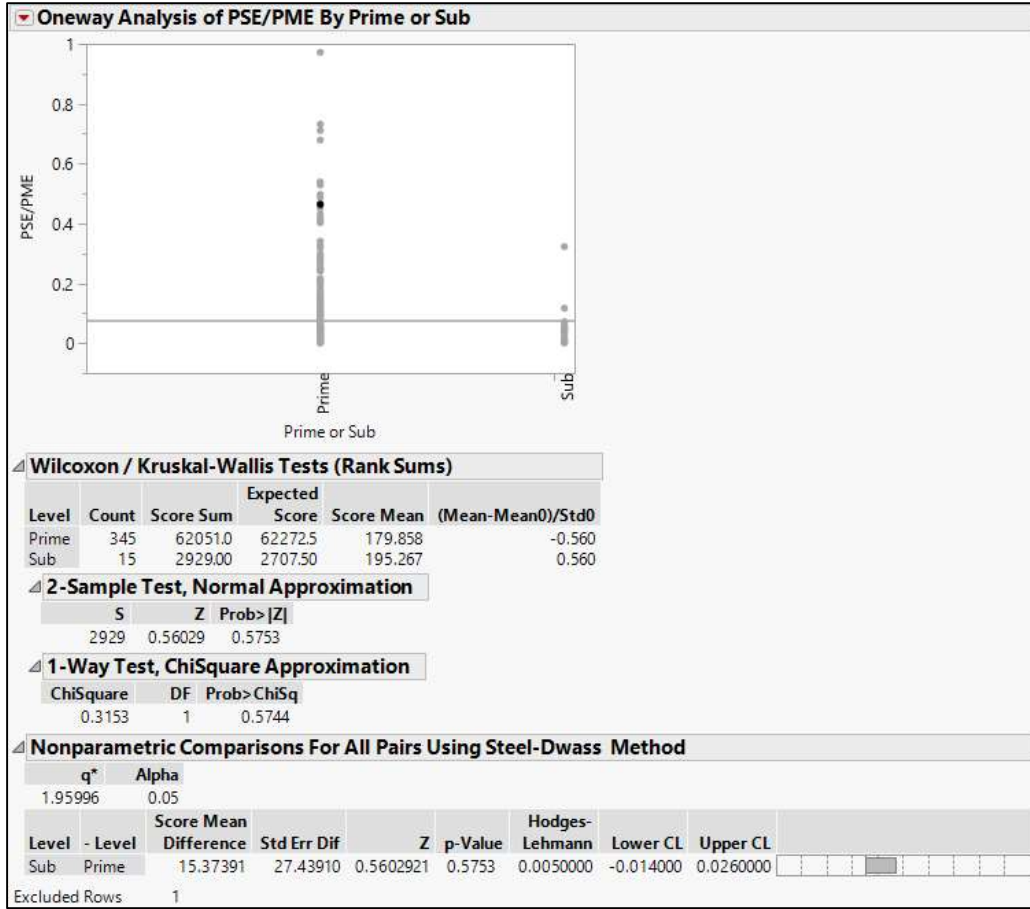 Oneway Analysis of PSE/PME By Prime or Sub
1
0.8
0.6
0.4
0.2
0
PSE/PME
Prime
Sub
Prime or Sub
Wilcoxon / Kruskal-Wallis Tests (Rank Sums)
Expected
Level Count Score Sum Score Score Mean (Mean-Mean0)/Std0
Prime 345 62051.0 62272.5 179.858 -0.560
Sub 15 2929.00 2707.50 195.267 0.560
2-Sample Test, Normal Approximation
S Z Prob>|Z|
2929 0.56029 0.5753
1-Way Test, ChiSquare Approximation
ChiSquare DF Prob>ChiSq
0.3153 1 0.5744
Nonparametric Comparisons For All Pairs Using Steel-Dwass Method
q* Alpha
1.95996 0.05
Score Mean Hodges-
Level - Level Difference Std Err Dif Z p-Value Lehmann Lower CL Upper CL
Sub Prime 15.37391 27.43910 0.5602921 0.5753 0.0050000 -0.014000 0.0260000
Excluded Rows 1